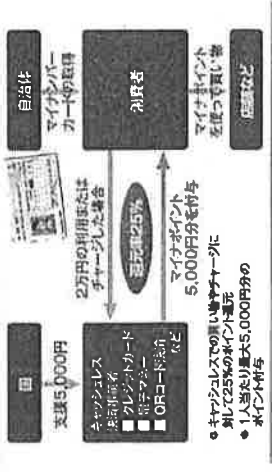 国
支援5,000円
キャッシュレス
決済事業者
■クレジットカード
■電子マネー
■QRコード決済
など
2万円の利用または
チャージした場合
還元率25%
マイナポイント
5,000円分を付与
自治体
マイナンバー
カードの取得
消費者
マイナポイント
を使って買い物
店舗など
●キャッシュレスでの買い物やチャージに
対して25%のポイント還元
●1人当たり最大5,000円分の
ポイント付与